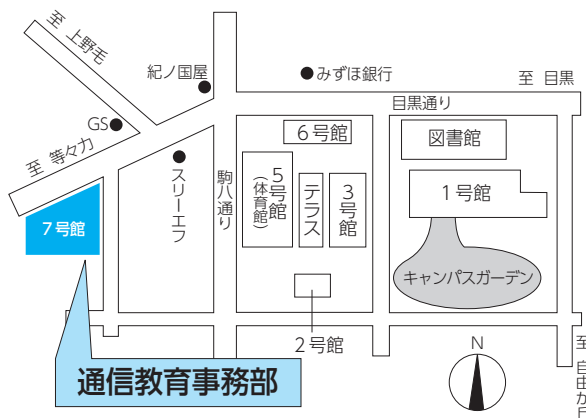 至 上野毛
紀ノ国屋
みずほ銀行
至 目黒
目黒通り
GS
至 等々力
スリーエフ
駒八通り
6号館
図書館
5号館
（体育館）
テラス
3号館
1号館
7号館
キャンパスガーデン
2号館
通信教育事務部
N
至 自由が丘